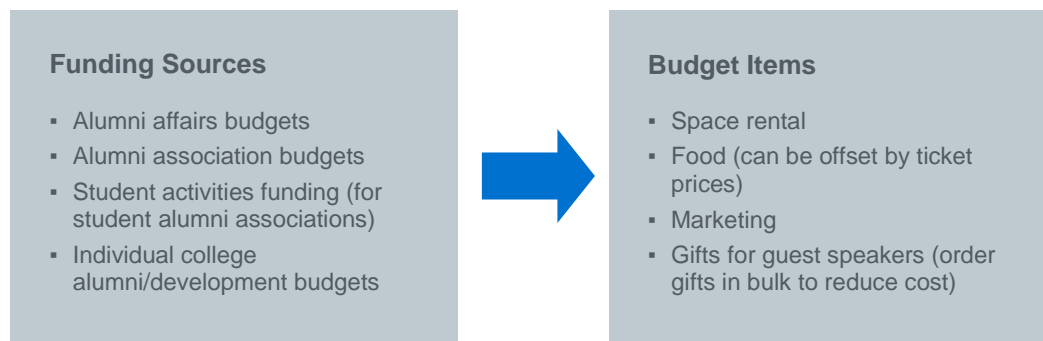 Funding Sources
▪ Alumni affairs budgets
▪ Alumni association budgets
▪ Student activities funding (for
student alumni associations)
▪ Individual college
alumni/development budgets
Budget Items
▪ Space rental
▪ Food (can be offset by ticket
prices)
▪ Marketing
▪ Gifts for guest speakers (order
gifts in bulk to reduce cost)